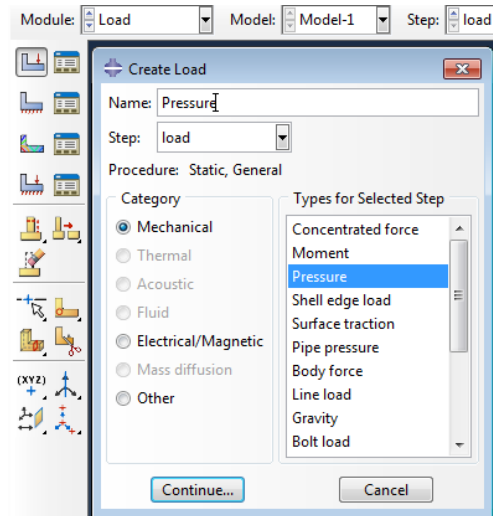 Module: Load Model: Model-1 Step: load
Create Load
Name: Pressure
Step: load
Procedure: Static, General
Category
Mechanical
Thermal
Acoustic
Fluid
Electrical/Magnetic
Mass diffusion
Other
Types for Selected Step
Concentrated force
Moment
Pressure
Shell edge load
Surface traction
Pipe pressure
Body force
Line load
Gravity
Bolt load
Continue... Cancel
(XYZ)